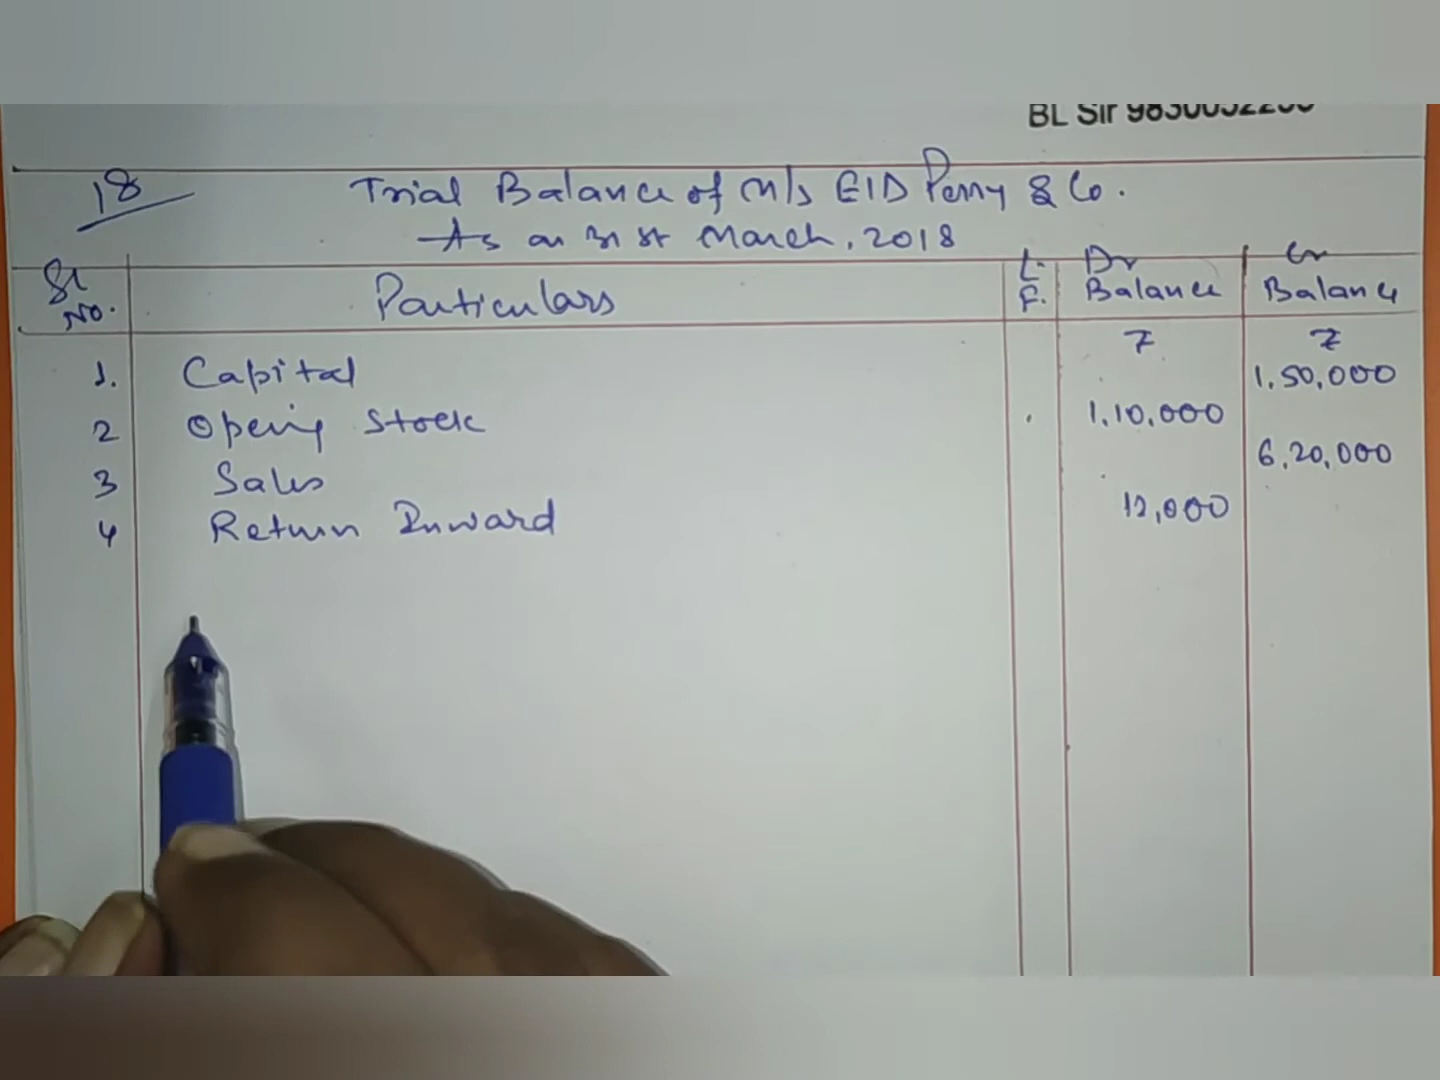 BL Sir
18
Trial Balance of M/s EID Perry & Co.
As on 31st March, 2018
Sl No. Particulars L.F. Dr Balance Cr Balance
₹ ₹
1. Capital 1,50,000
2 Opening Stock 1,10,000
3 Sales 6,20,000
4 Return Inward 12,000